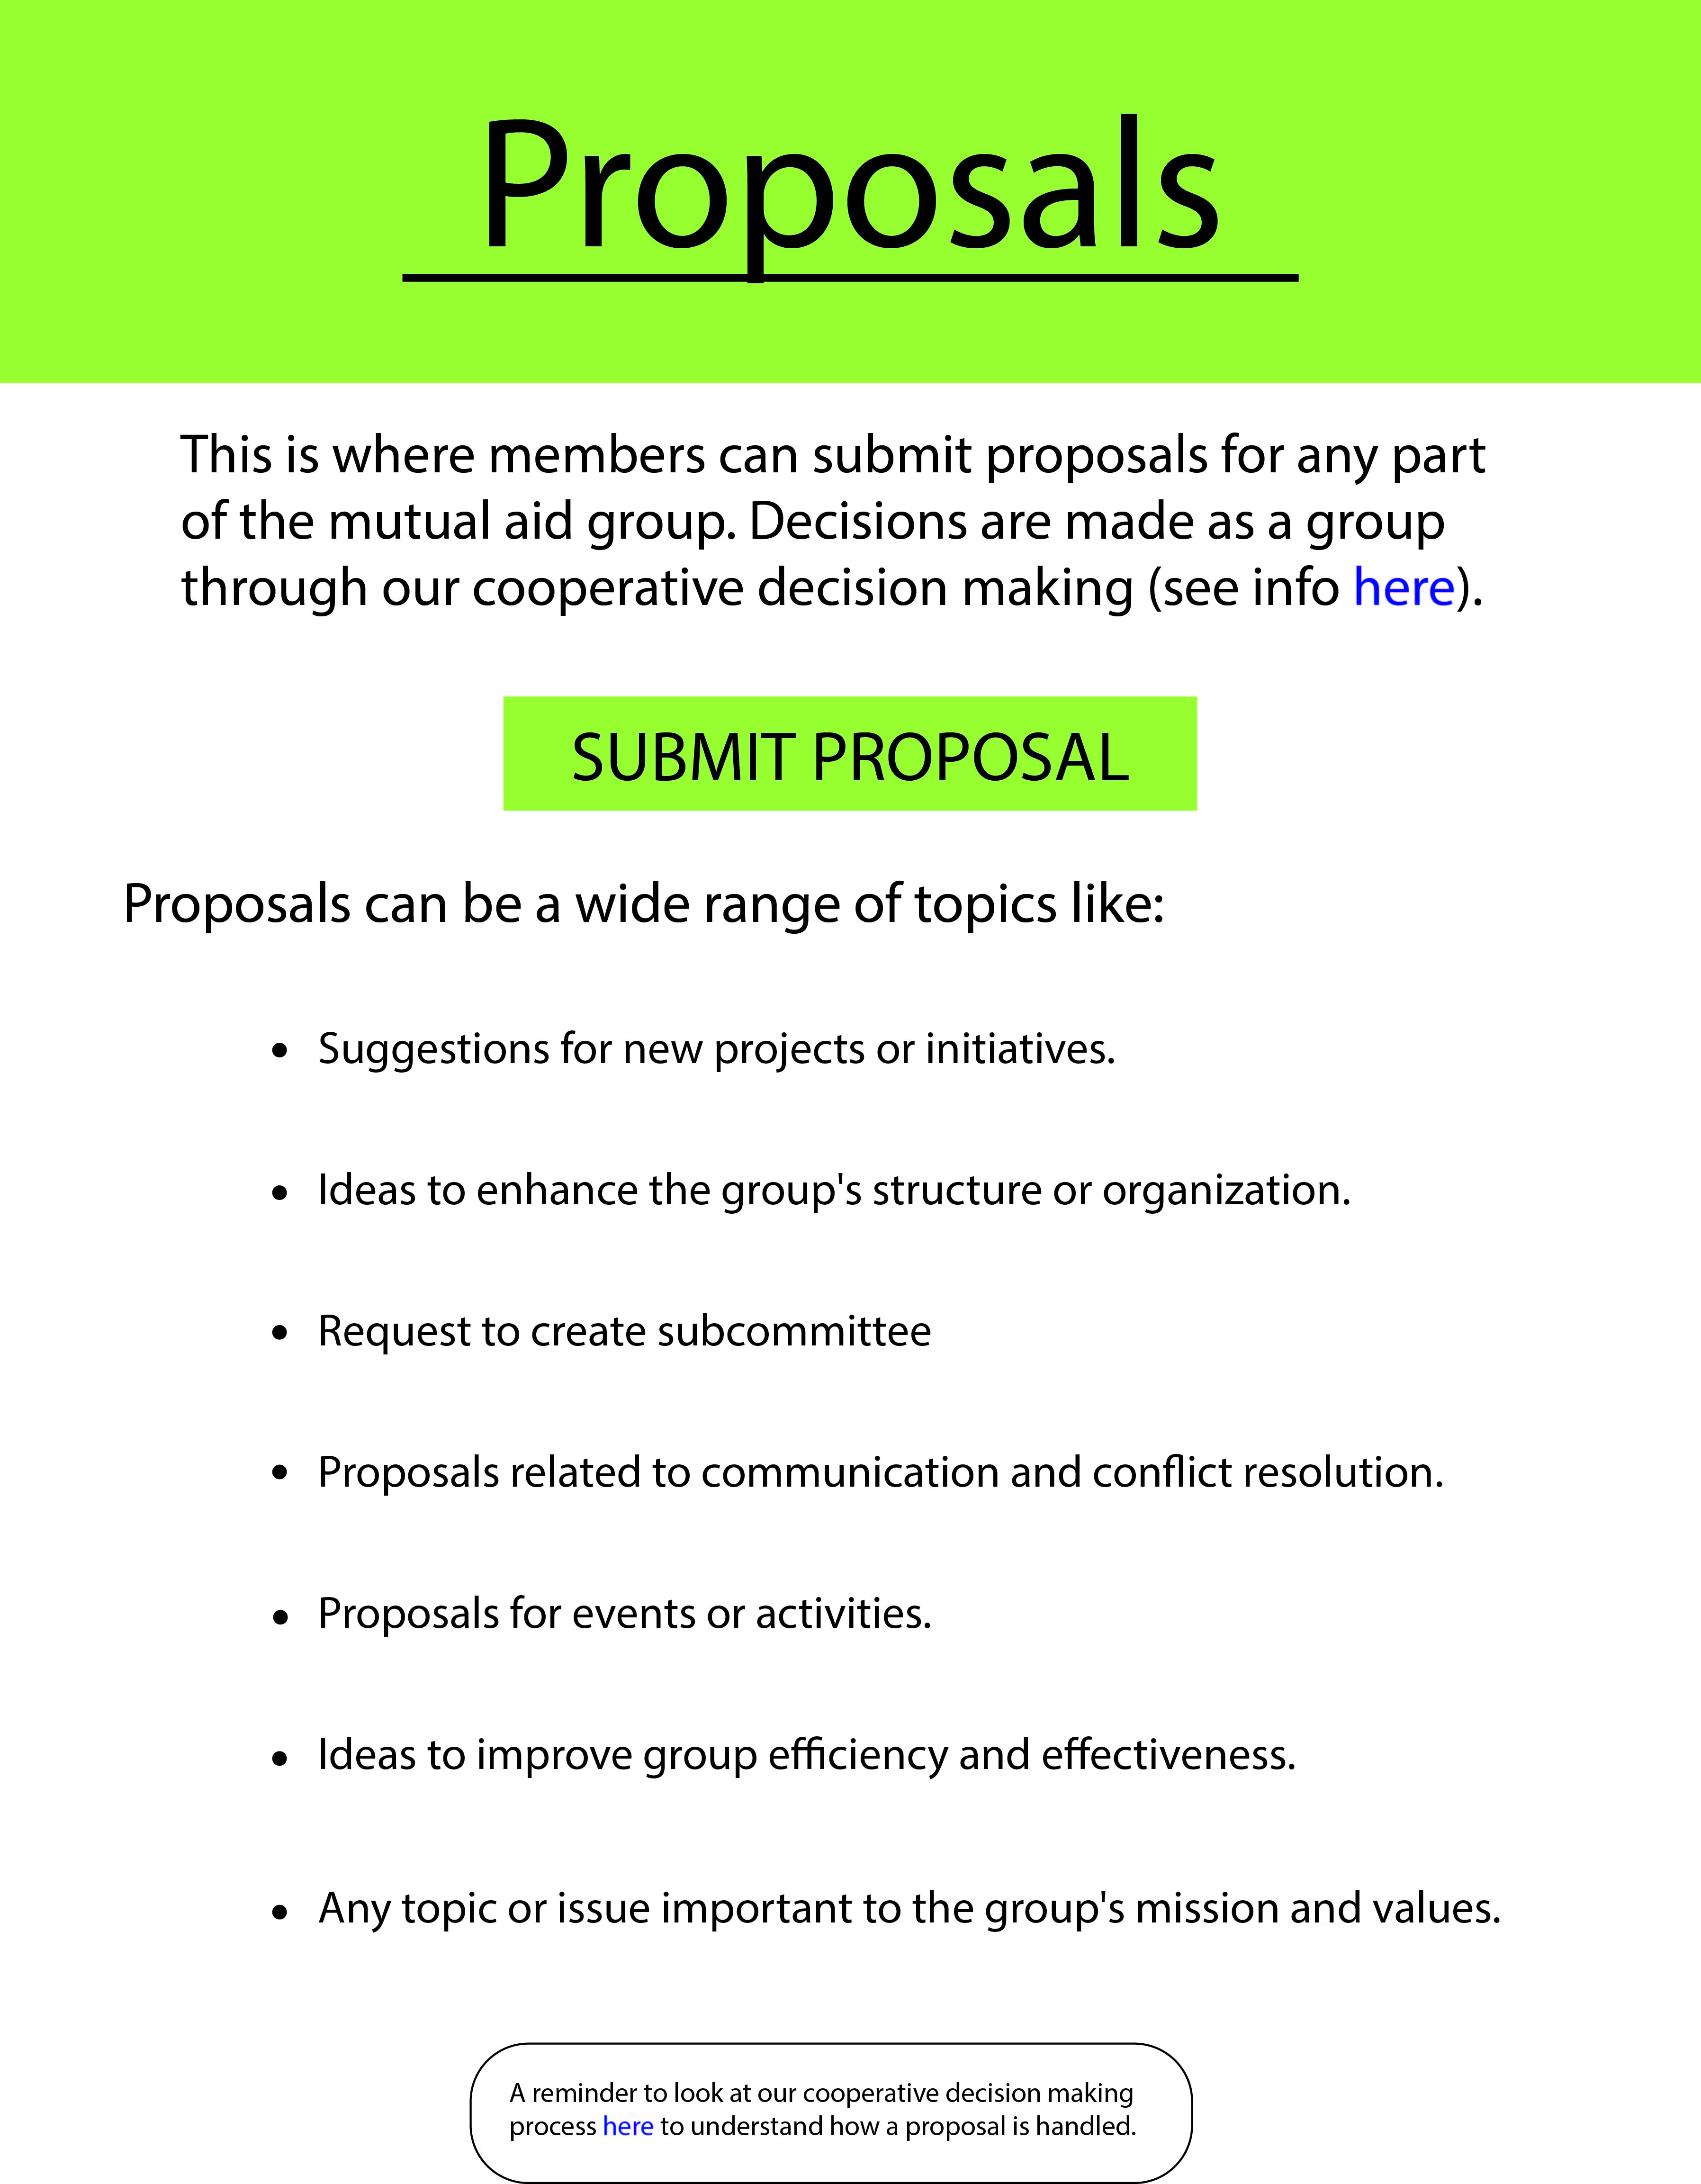 Proposals
This is where members can submit proposals for any part
of the mutual aid group. Decisions are made as a group
through our cooperative decision making (see info here).
SUBMIT PROPOSAL
Proposals can be a wide range of topics like:
• Suggestions for new projects or initiatives.
• Ideas to enhance the group's structure or organization.
• Request to create subcommittee
• Proposals related to communication and conflict resolution.
• Proposals for events or activities.
• Ideas to improve group efficiency and effectiveness.
• Any topic or issue important to the group's mission and values.
A reminder to look at our cooperative decision making
process here to understand how a proposal is handled.